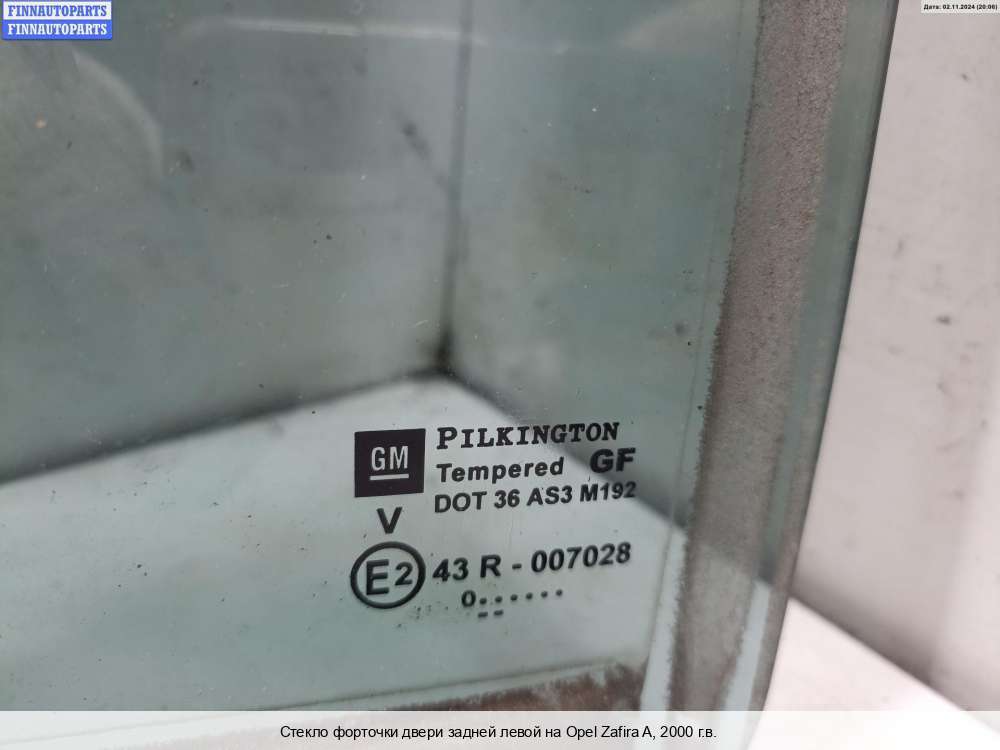 FINNAUTOPARTS
FINNAUTOPARTS
Дата: 02.11.2024 (20:06)
GM PILKINGTON
Tempered GF
DOT 36 AS3 M192
V
E2 43 R - 007028
0.......
Стекло форточки двери задней левой на Opel Zafira A, 2000 г.в.